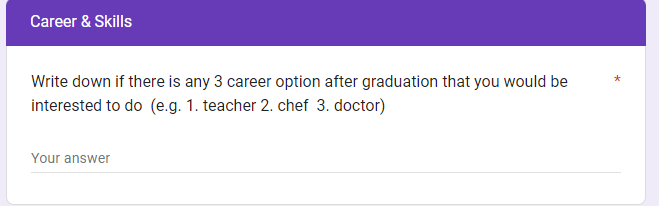 Career & Skills
Write down if there is any 3 career option after graduation that you would be *
interested to do  (e.g. 1. teacher 2. chef  3. doctor)
Your answer